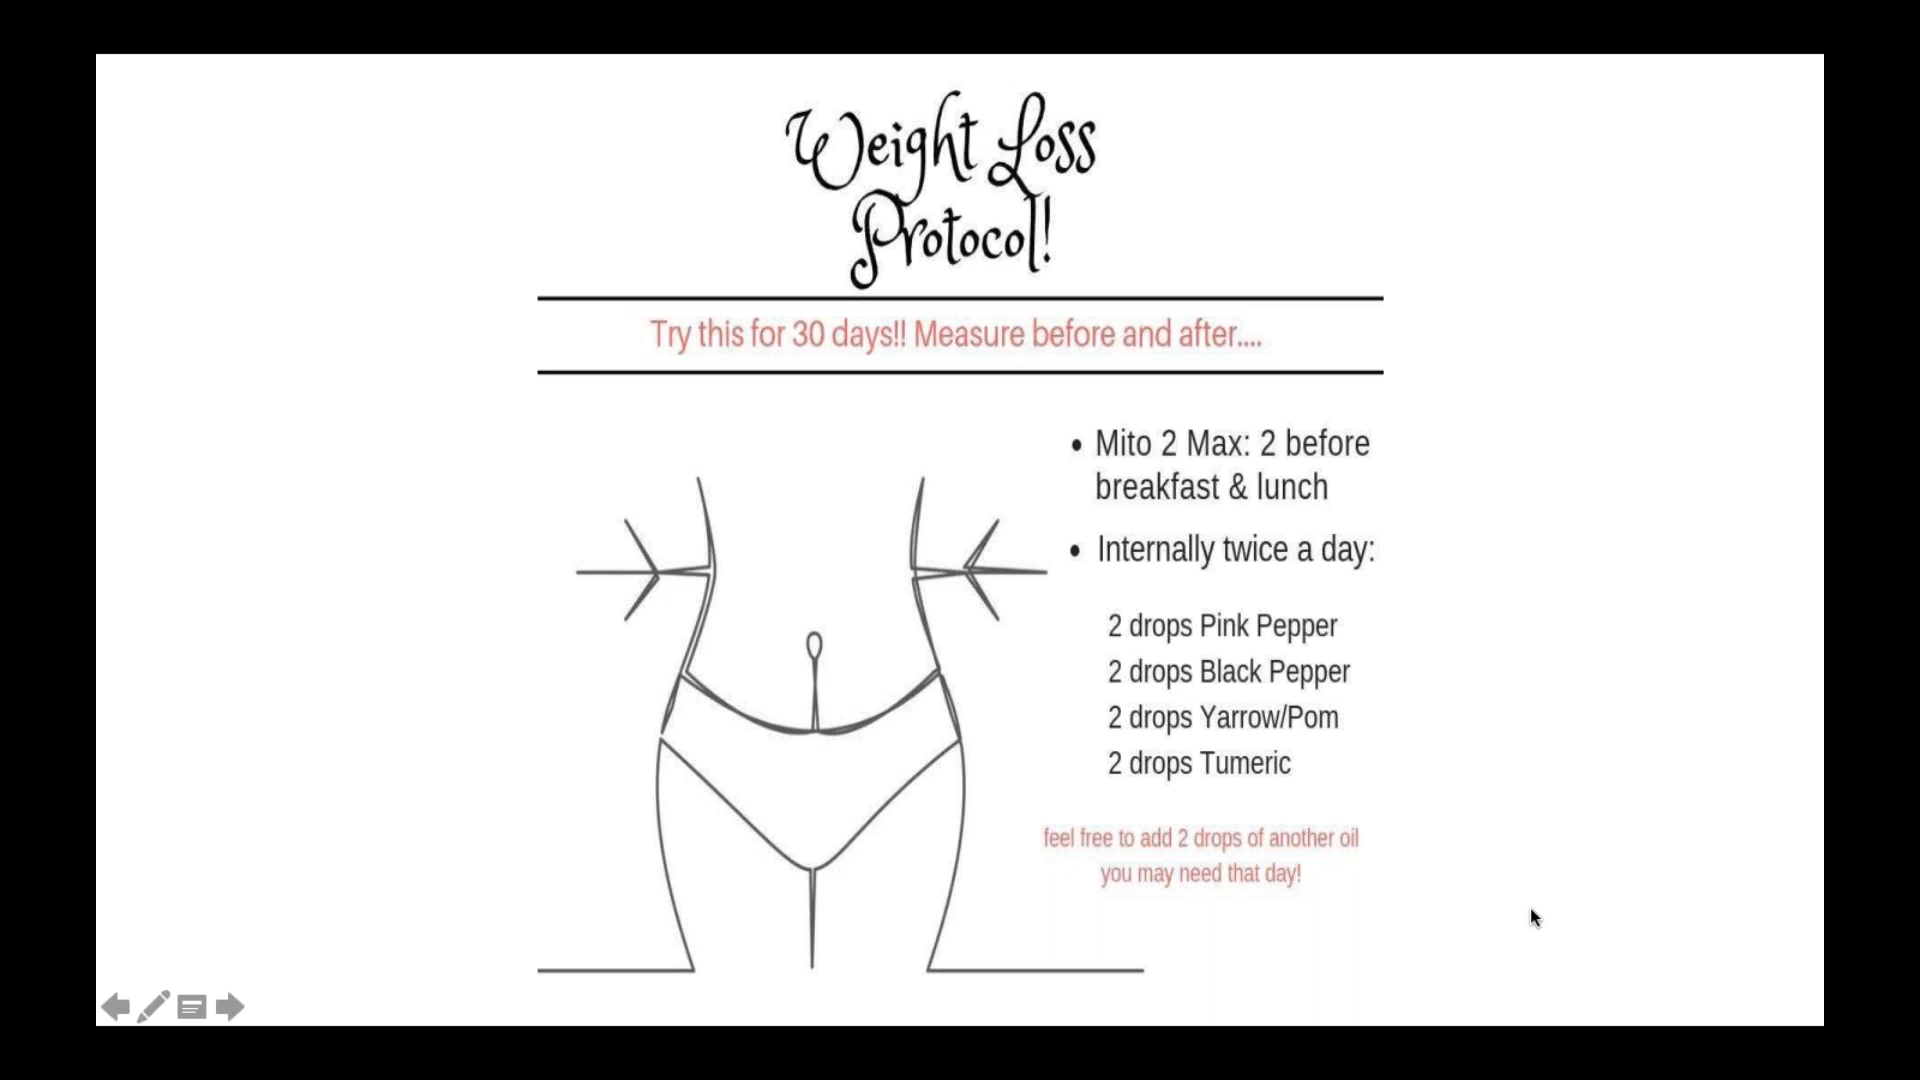 Weight Loss
Protocol!
Try this for 30 days!! Measure before and after....
• Mito 2 Max: 2 before
breakfast & lunch
• Internally twice a day:
2 drops Pink Pepper
2 drops Black Pepper
2 drops Yarrow/Pom
2 drops Tumeric
feel free to add 2 drops of another oil
you may need that day!